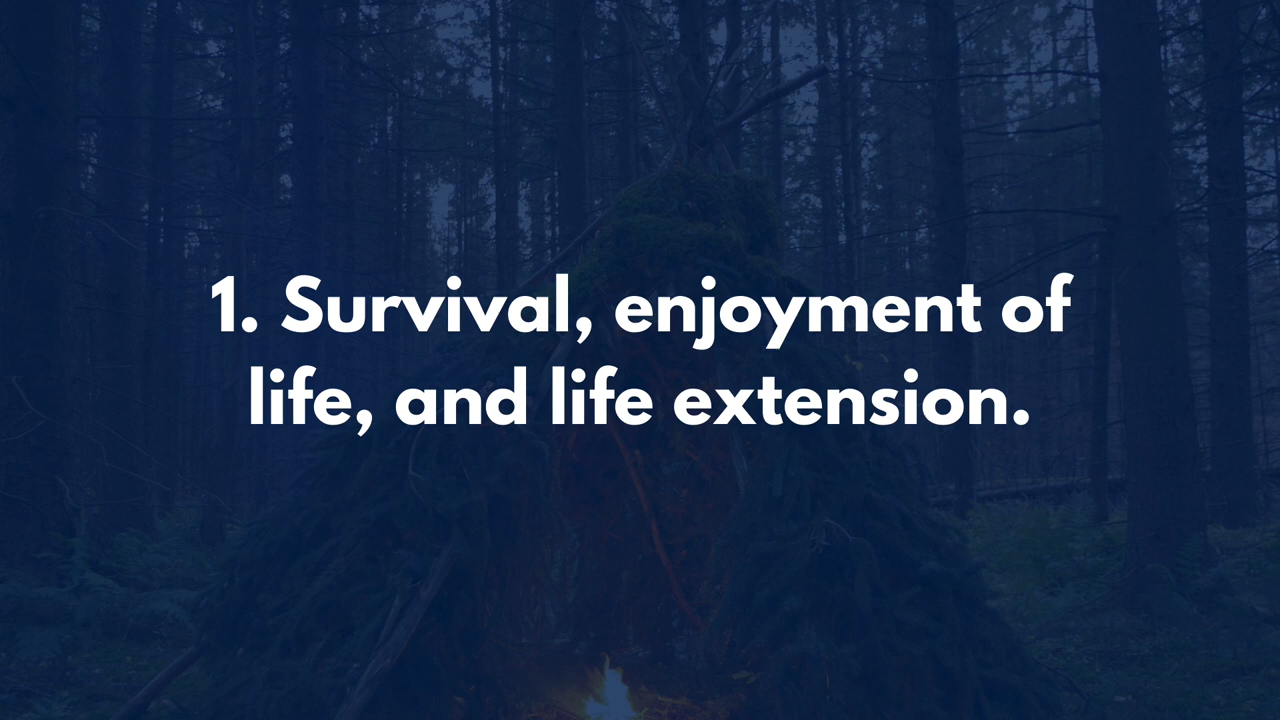 1. Survival, enjoyment of
life, and life extension.